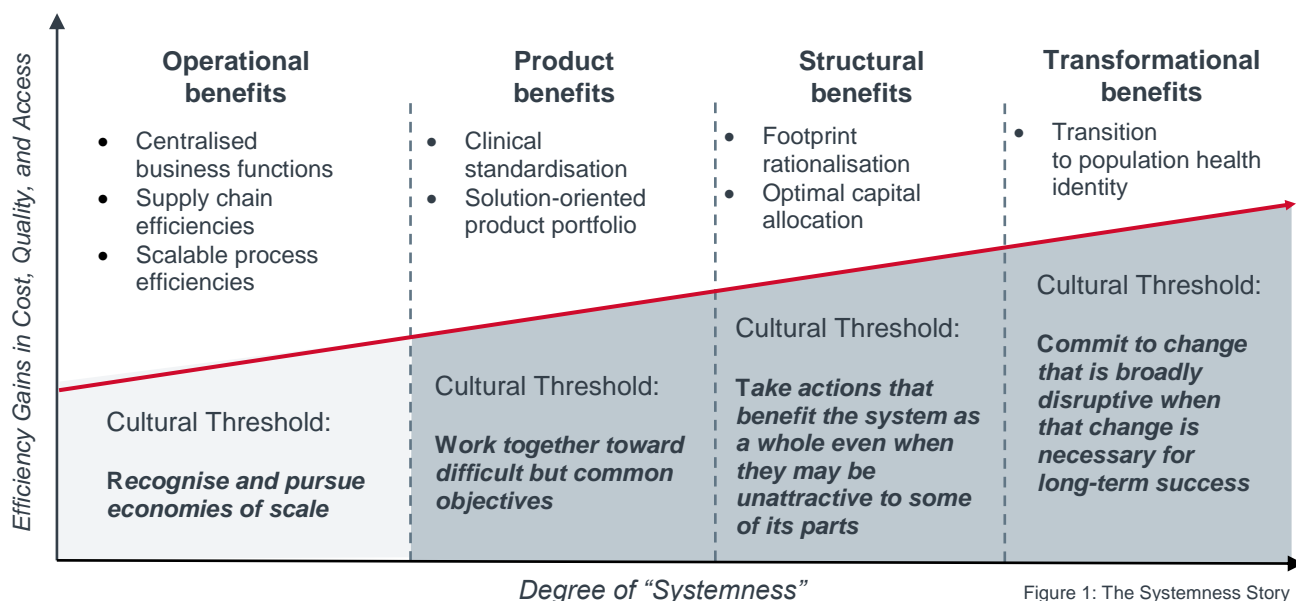 Efficiency Gains in Cost, Quality, and Access
Operational
benefits
• Centralised
business functions
• Supply chain
efficiencies
• Scalable process
efficiencies
Cultural Threshold:
Recognise and pursue
economies of scale
Product
benefits
• Clinical
standardisation
• Solution-oriented
product portfolio
Cultural Threshold:
Work together toward
difficult but common
objectives
Structural
benefits
• Footprint
rationalisation
• Optimal capital
allocation
Cultural Threshold:
Take actions that
benefit the system as
a whole even when
they may be
unattractive to some
of its parts
Transformational
benefits
• Transition
to population health
identity
Cultural Threshold:
Commit to change
that is broadly
disruptive when
that change is
necessary for
long-term success
Degree of “Systemness”
Figure 1: The Systemness Story